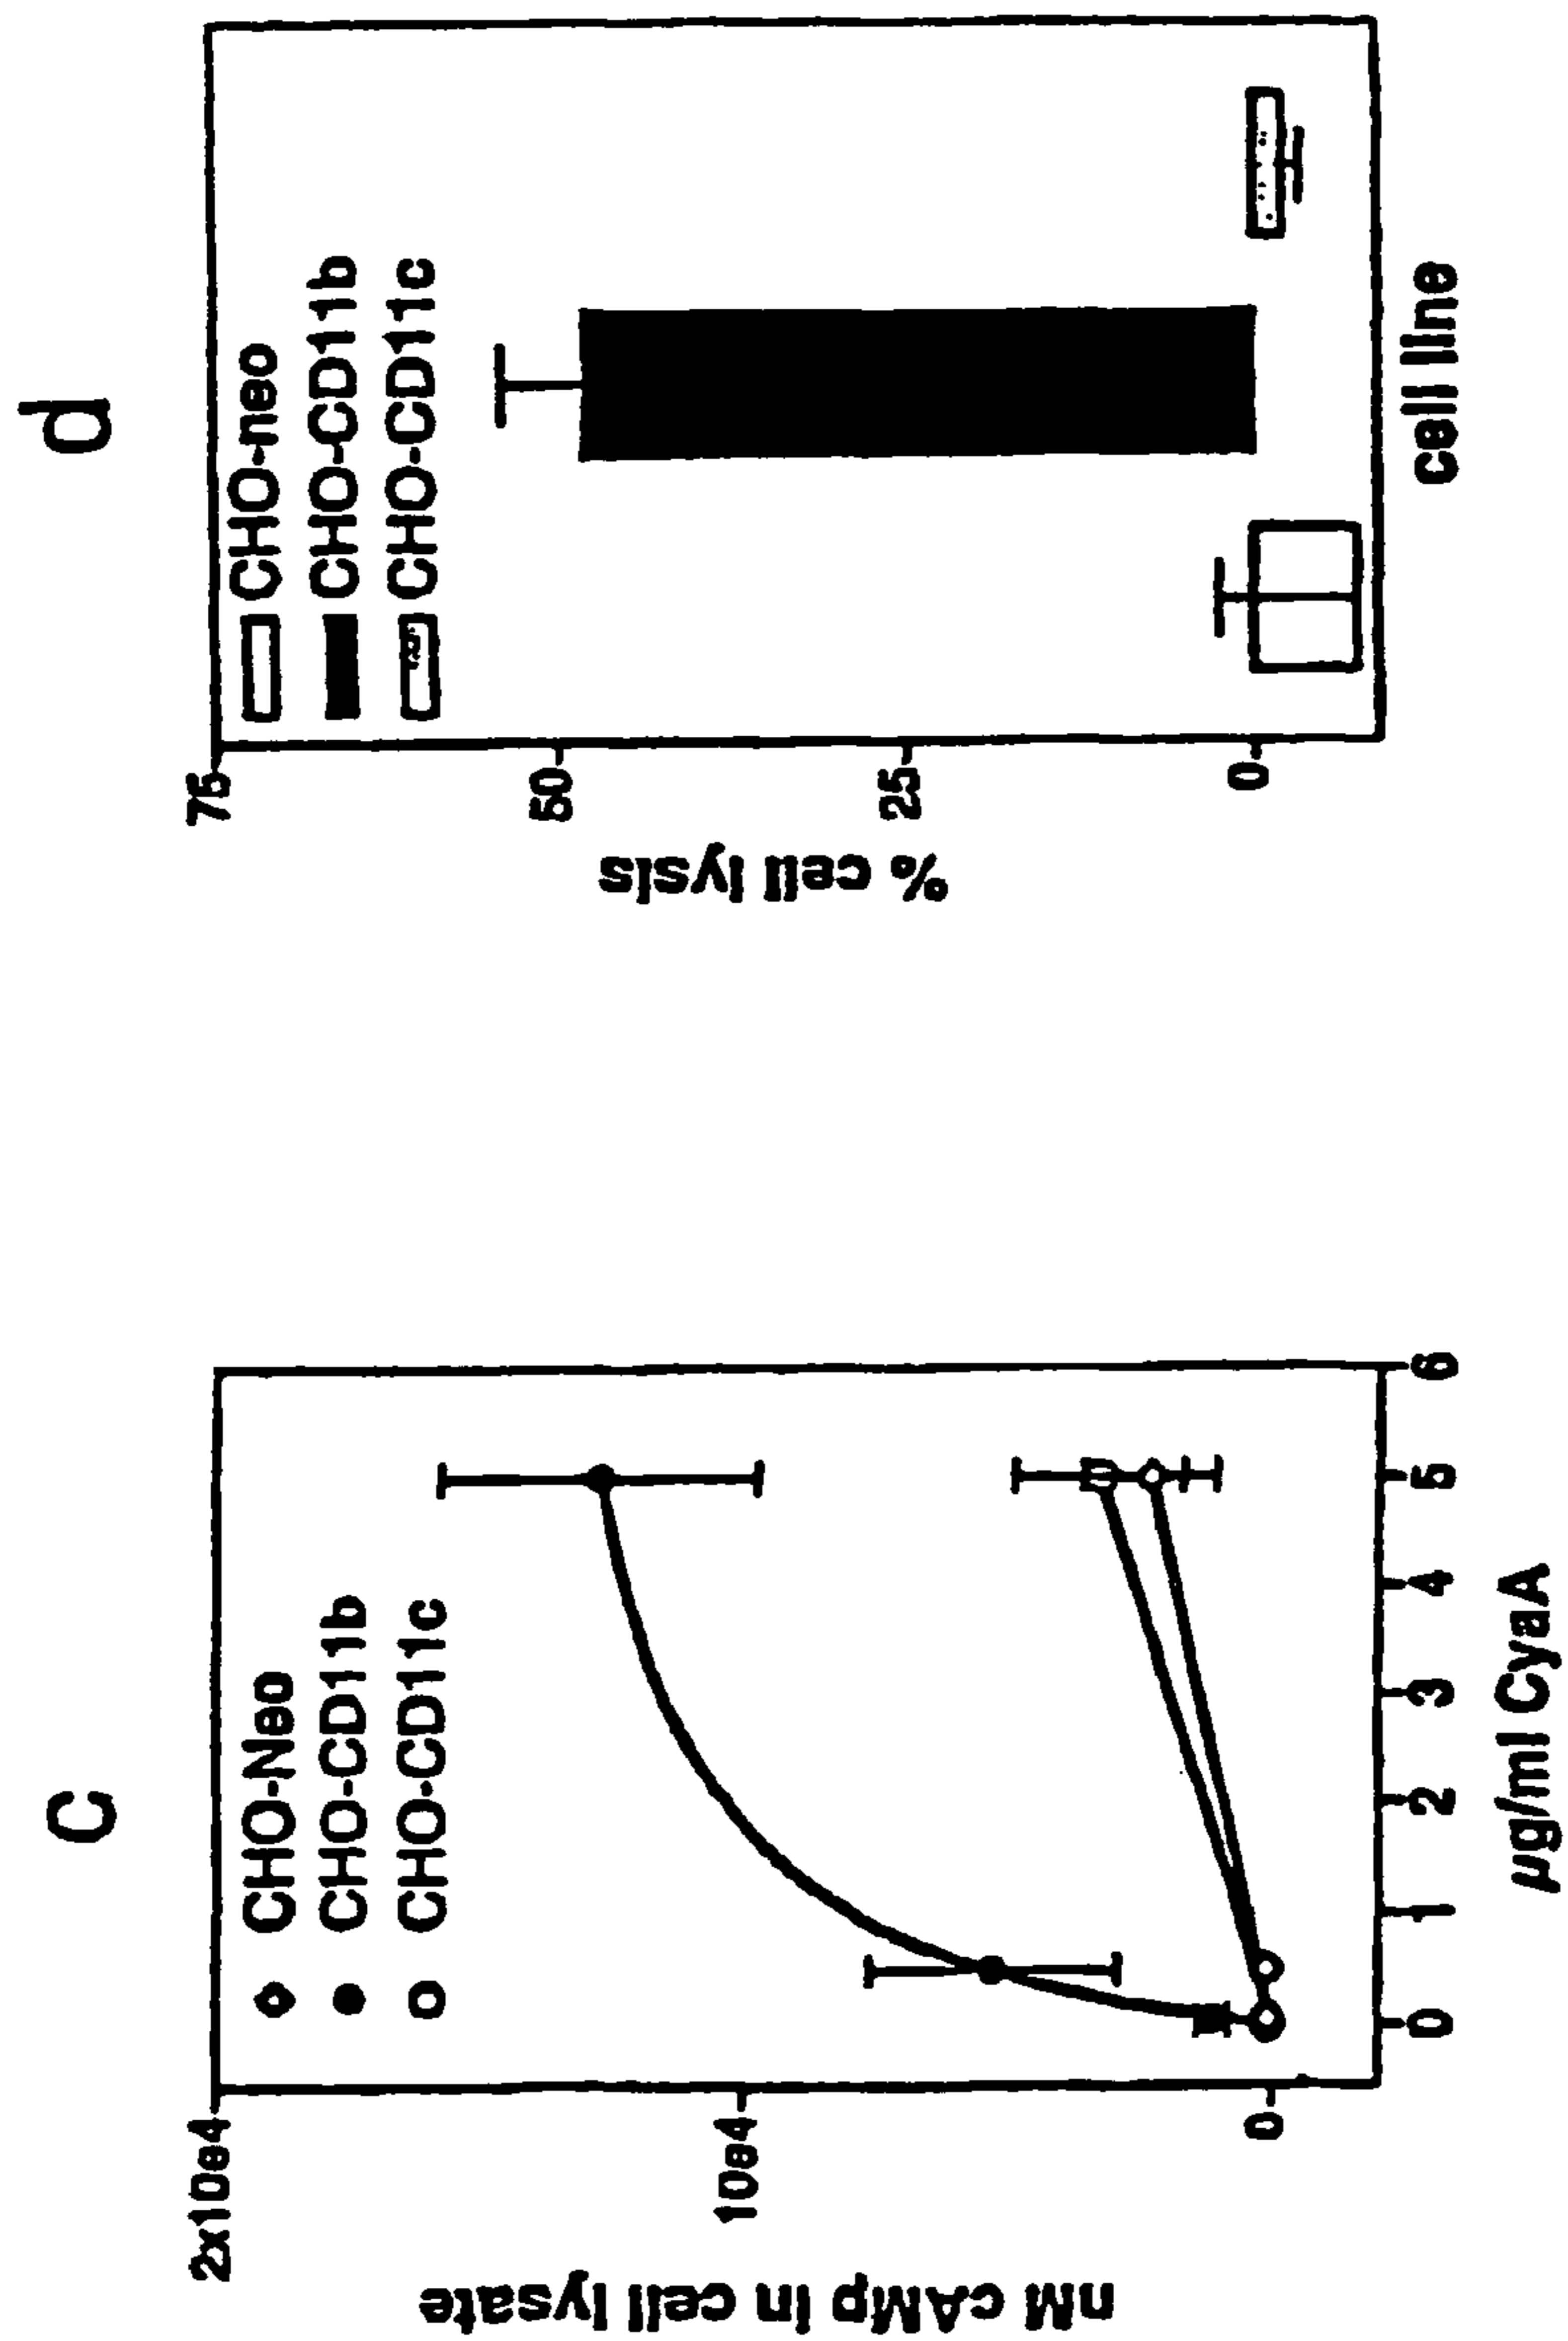 c
CHO-Neo
CHO-CD11b
CHO-CD11c
2x10e4
10e4
0
nM cAMp in cell lysate
0 1 2 3 4 5 6
µg/ml CyaA
d
CHO-neo
CHO-CD11b
CHO-CD11c
75
50
25
0
% cell lysis
cell line